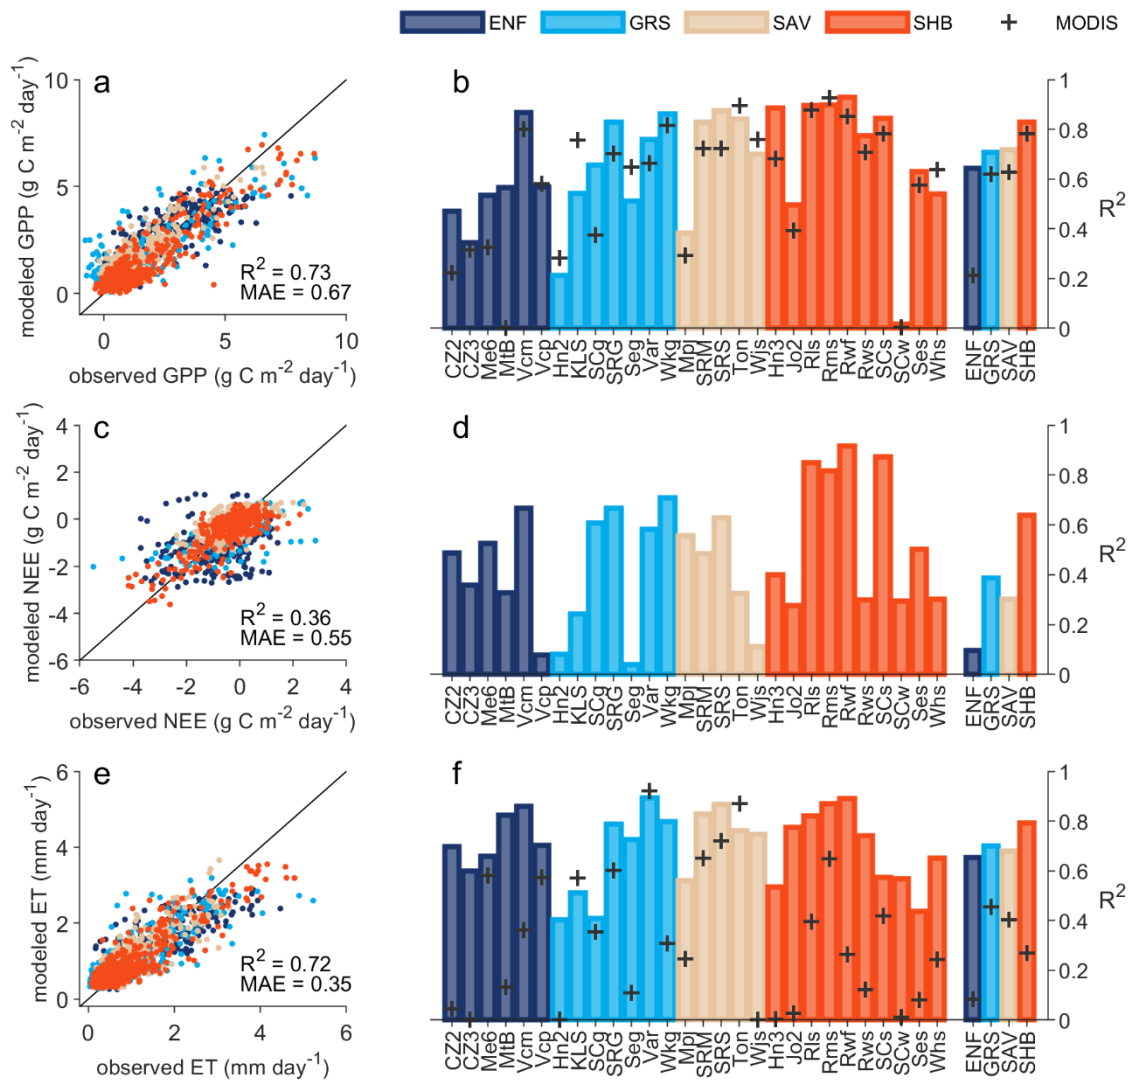 ENF GRS SAV SHB MODIS
a
modeled GPP (g C m⁻² day⁻¹)
10
5
0
0 5 10
R² = 0.73
MAE = 0.67
observed GPP (g C m⁻² day⁻¹)
b
1
0.8
0.6
0.4
0.2
0
R²
CZ2 CZ3 Me6 MtB Vcm Vcp Hn2 KLS SCg SRG Seg Var Wkg Mpj SRM SRS Ton Wjs Hn3 Jo2 Rls Rms Rwf Rws SCs SCw Ses Whs ENF GRS SAV SHB
c
modeled NEE (g C m⁻² day⁻¹)
4
2
0
-2
-4
-6
-6 -4 -2 0 2 4
R² = 0.36
MAE = 0.55
observed NEE (g C m⁻² day⁻¹)
d
1
0.8
0.6
0.4
0.2
0
R²
CZ2 CZ3 Me6 MtB Vcm Vcp Hn2 KLS SCg SRG Seg Var Wkg Mpj SRM SRS Ton Wjs Hn3 Jo2 Rls Rms Rwf Rws SCs SCw Ses Whs ENF GRS SAV SHB
e
modeled ET (mm day⁻¹)
6
4
2
0
0 2 4 6
R² = 0.72
MAE = 0.35
observed ET (mm day⁻¹)
f
1
0.8
0.6
0.4
0.2
0
R²
CZ2 CZ3 Me6 MtB Vcm Vcp Hn2 KLS SCg SRG Seg Var Wkg Mpj SRM SRS Ton Wjs Hn3 Jo2 Rls Rms Rwf Rws SCs SCw Ses Whs ENF GRS SAV SHB